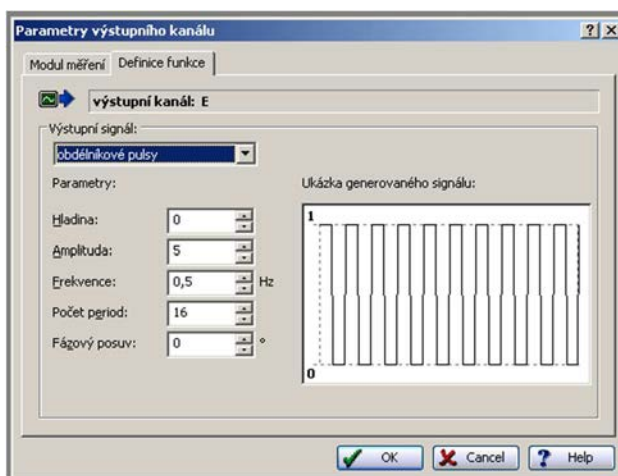 Parametry výstupního kanálu
Modul měření
Definice funkce
výstupní kanál: E
Výstupní signál:
obdélníkové pulsy
Parametry:
Ukázka generovaného signálu:
Hladina:
0
Amplituda:
5
Frekvence:
0,5
Hz
Počet period:
16
Fázový posuv:
0
°
1
0
OK
Cancel
? Help